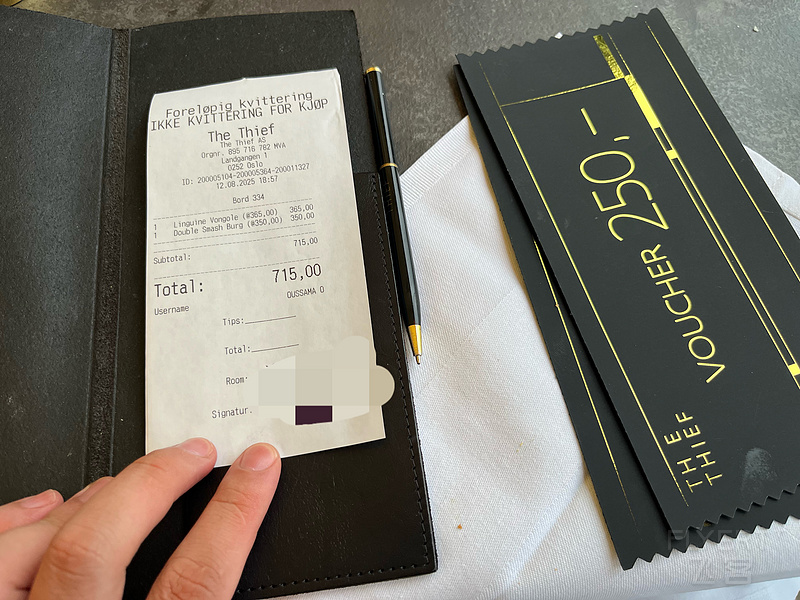 Foreløpig kvittering
IKKE KVITTERING FOR KJØP
The Thief
The Thief AS
Orgnr. 895 716 782 MVA
Landgangen 1
0252 Oslo
ID: 200005104-200005364-200011327
12.08.2025 18:57
Bord 334
1 Linguine Vongole (@365,00) 365,00
1 Double Smash Burg (@350,00) 350,00
Subtotal: 715,00
Total: 715,00
Username OUSSAMA O
Tips:
Total:
Room:
Signatur.
VOUCHER 250,–
THE
THIEF
飞客